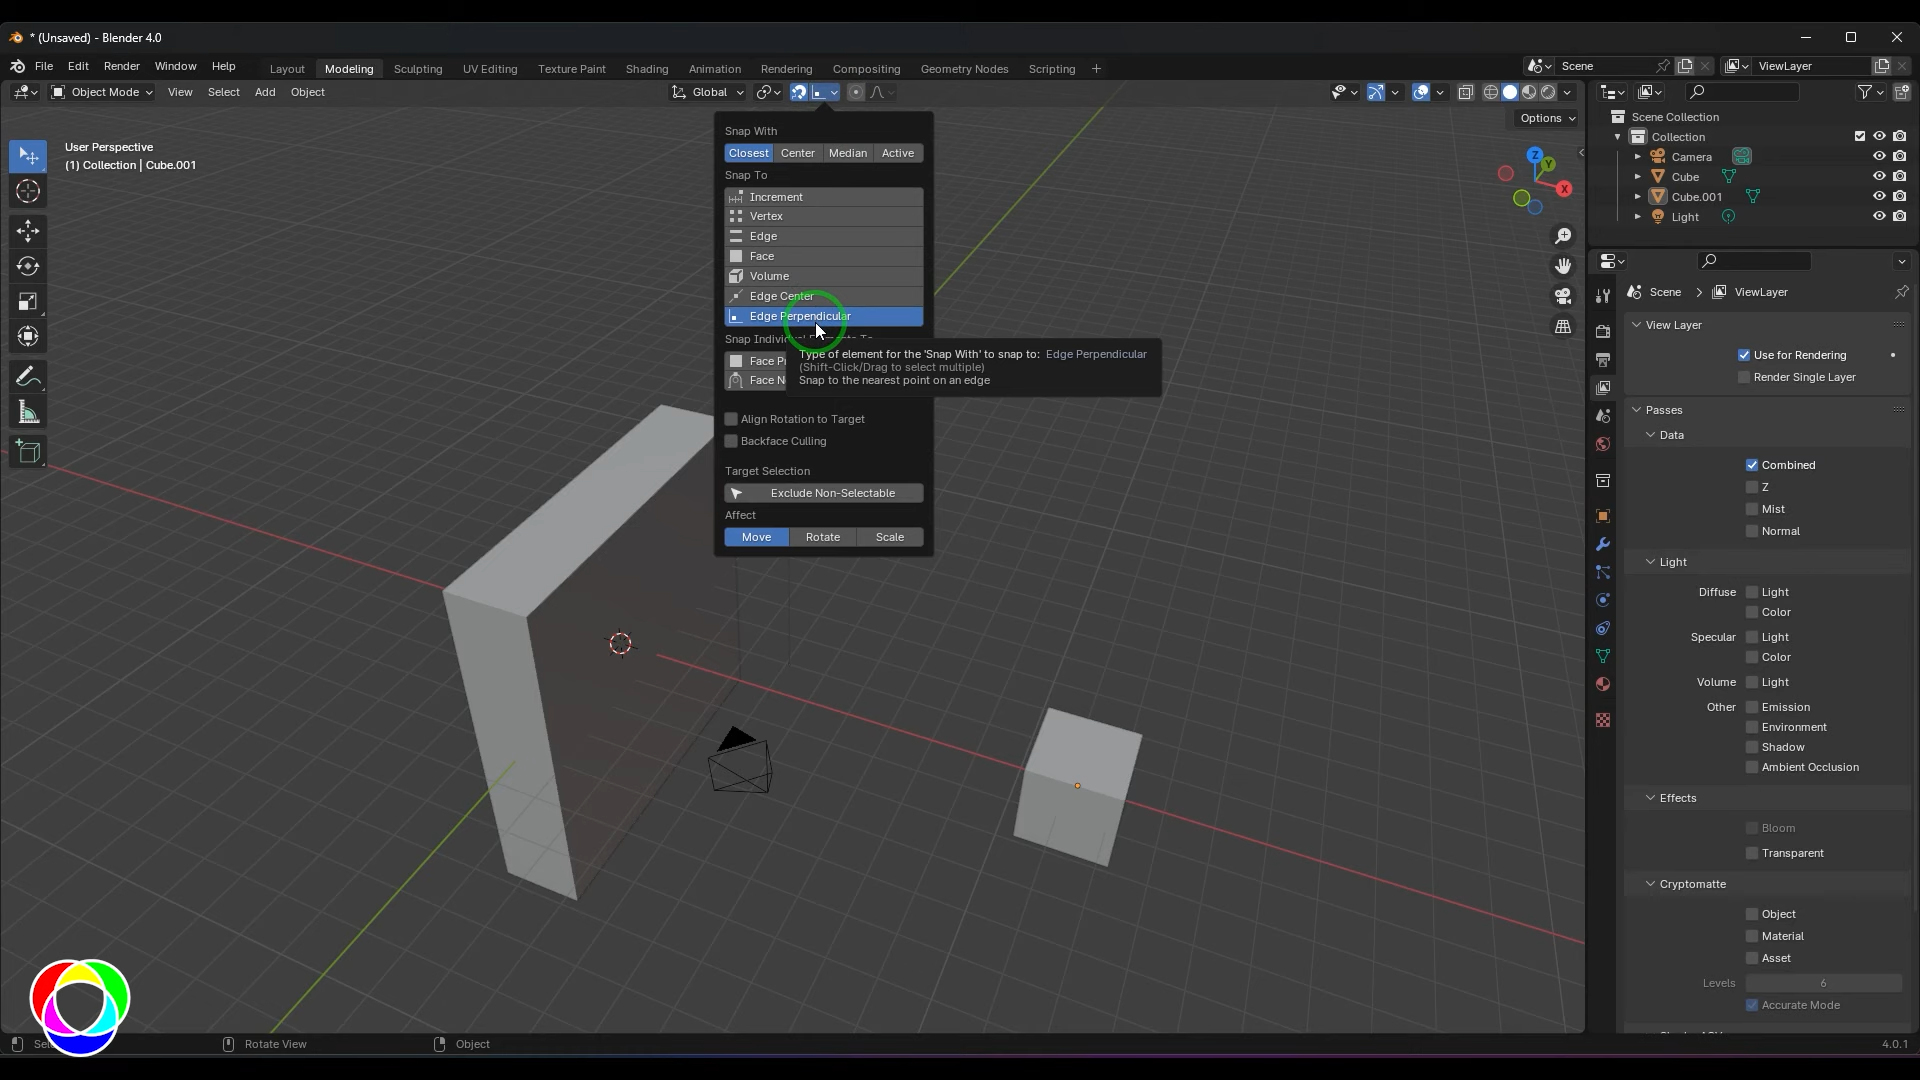 * (Unsaved) - Blender 4.0
File Edit Render Window Help
Layout Modeling Sculpting UV Editing Texture Paint Shading Animation Rendering Compositing Geometry Nodes Scripting +
Scene
ViewLayer
Object Mode View Select Add Object
Global
Options
User Perspective
(1) Collection | Cube.001
Snap With
Closest Center Median Active
Snap To
Increment
Vertex
Edge
Face
Volume
Edge Center
Edge Perpendicular
Snap Individual Elements To
Face P
Face N
Type of element for the 'Snap With' to snap to: Edge Perpendicular
(Shift-Click/Drag to select multiple)
Snap to the nearest point on an edge
Align Rotation to Target
Backface Culling
Target Selection
Exclude Non-Selectable
Affect
Move Rotate Scale
Z
Y
X
Scene Collection
Collection
Camera
Cube
Cube.001
Light
Scene > ViewLayer
View Layer
Use for Rendering
Render Single Layer
Passes
Data
Combined
Z
Mist
Normal
Light
Diffuse Light
Color
Specular Light
Color
Volume Light
Other Emission
Environment
Shadow
Ambient Occlusion
Effects
Bloom
Transparent
Cryptomatte
Object
Material
Asset
Levels 6
Accurate Mode
Sel
Rotate View
Object
4.0.1